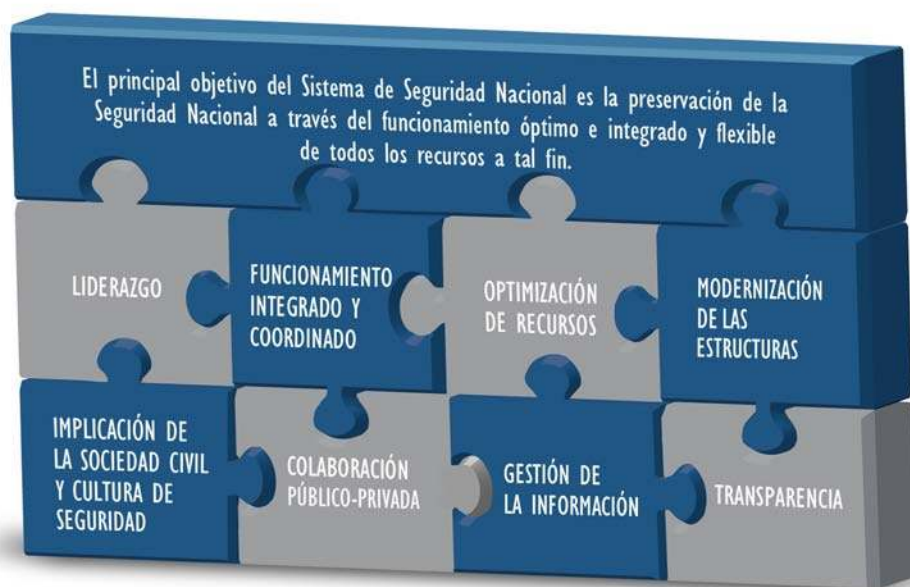 El principal objetivo del Sistema de Seguridad Nacional es la preservación de la
Seguridad Nacional a través del funcionamiento óptimo e integrado y flexible
de todos los recursos a tal fin.
LIDERAZGO
FUNCIONAMIENTO
INTEGRADO Y
COORDINADO
OPTIMIZACIÓN
DE RECURSOS
MODERNIZACIÓN
DE LAS
ESTRUCTURAS
IMPLICACIÓN DE
LA SOCIEDAD CIVIL
Y CULTURA DE
SEGURIDAD
COLABORACIÓN
PÚBLICO-PRIVADA
GESTIÓN DE
LA INFORMACIÓN
TRANSPARENCIA